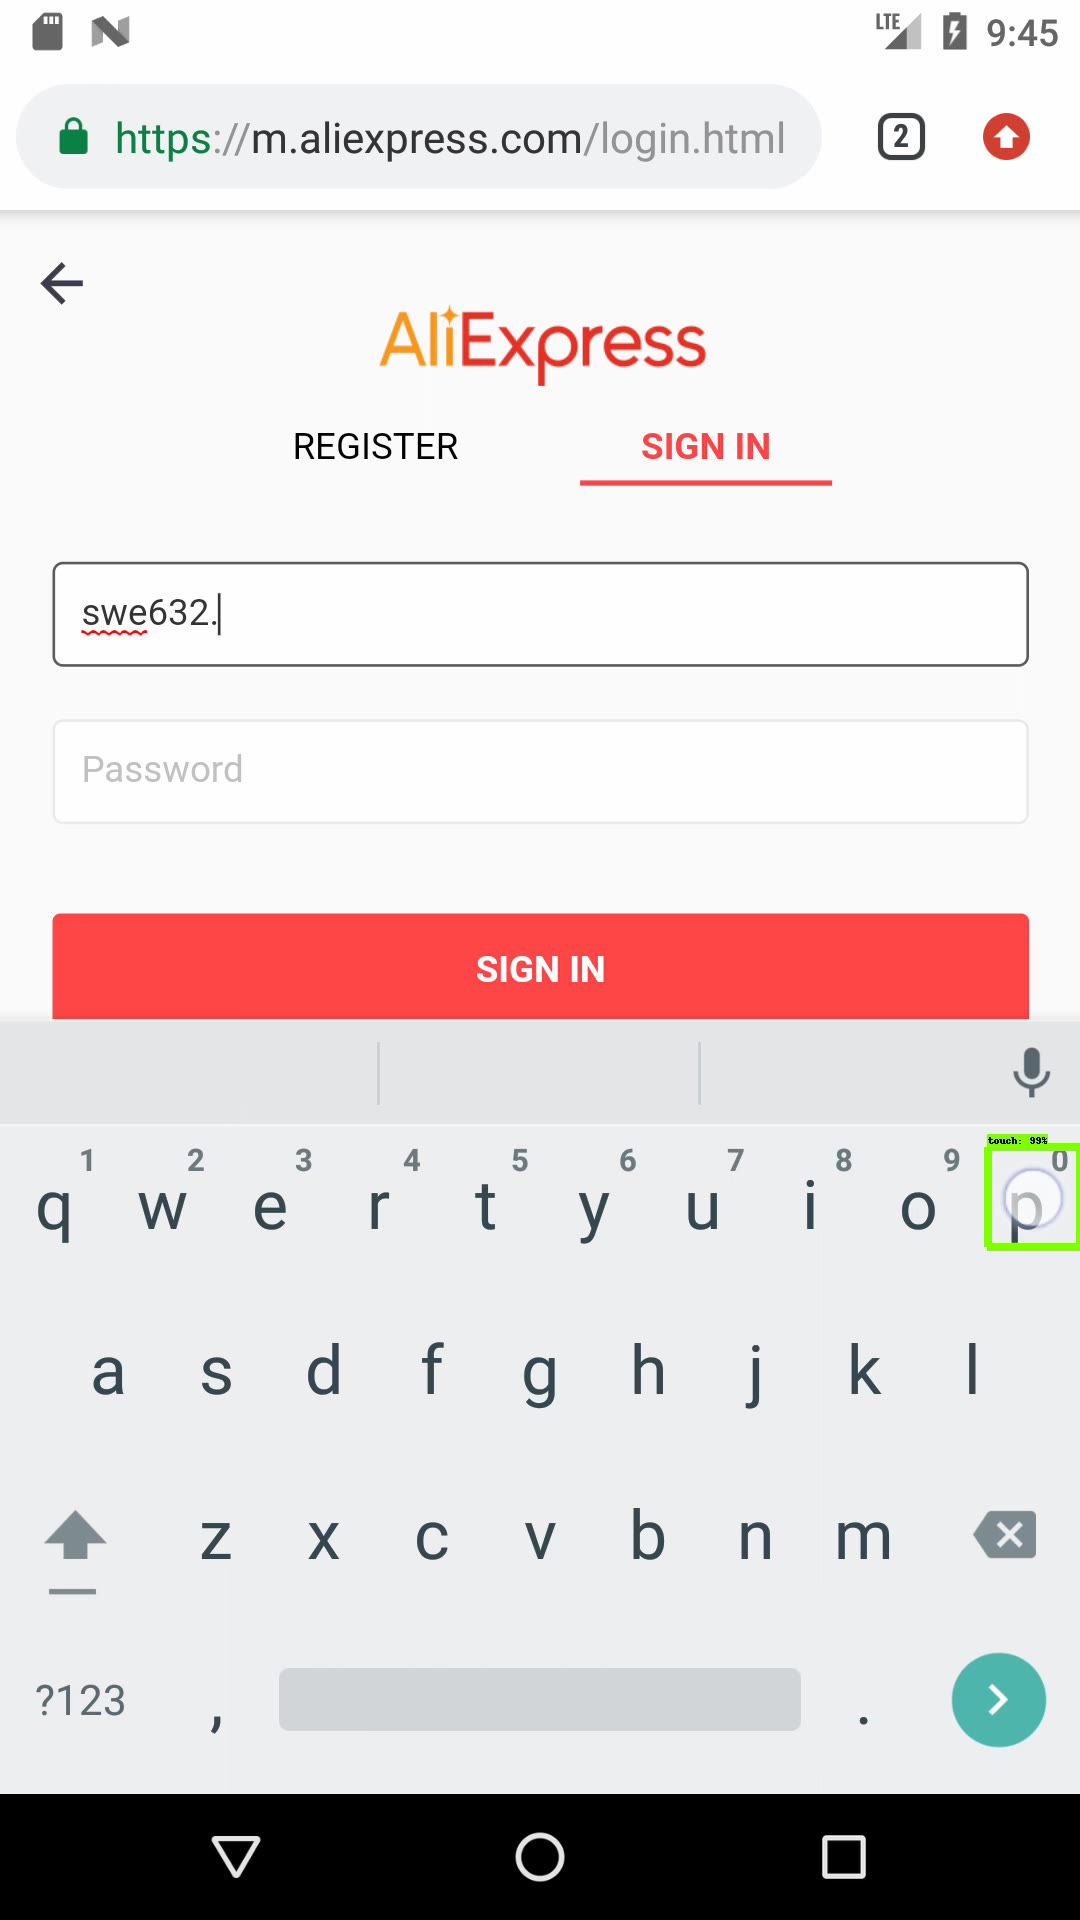 LTE 9:45
https://m.aliexpress.com/login.html 2
AliExpress
REGISTER SIGN IN
swe632.
Password
SIGN IN
touch: 99%
1 2 3 4 5 6 7 8 9 0
q w e r t y u i o p
a s d f g h j k l
z x c v b n m
?123 , .